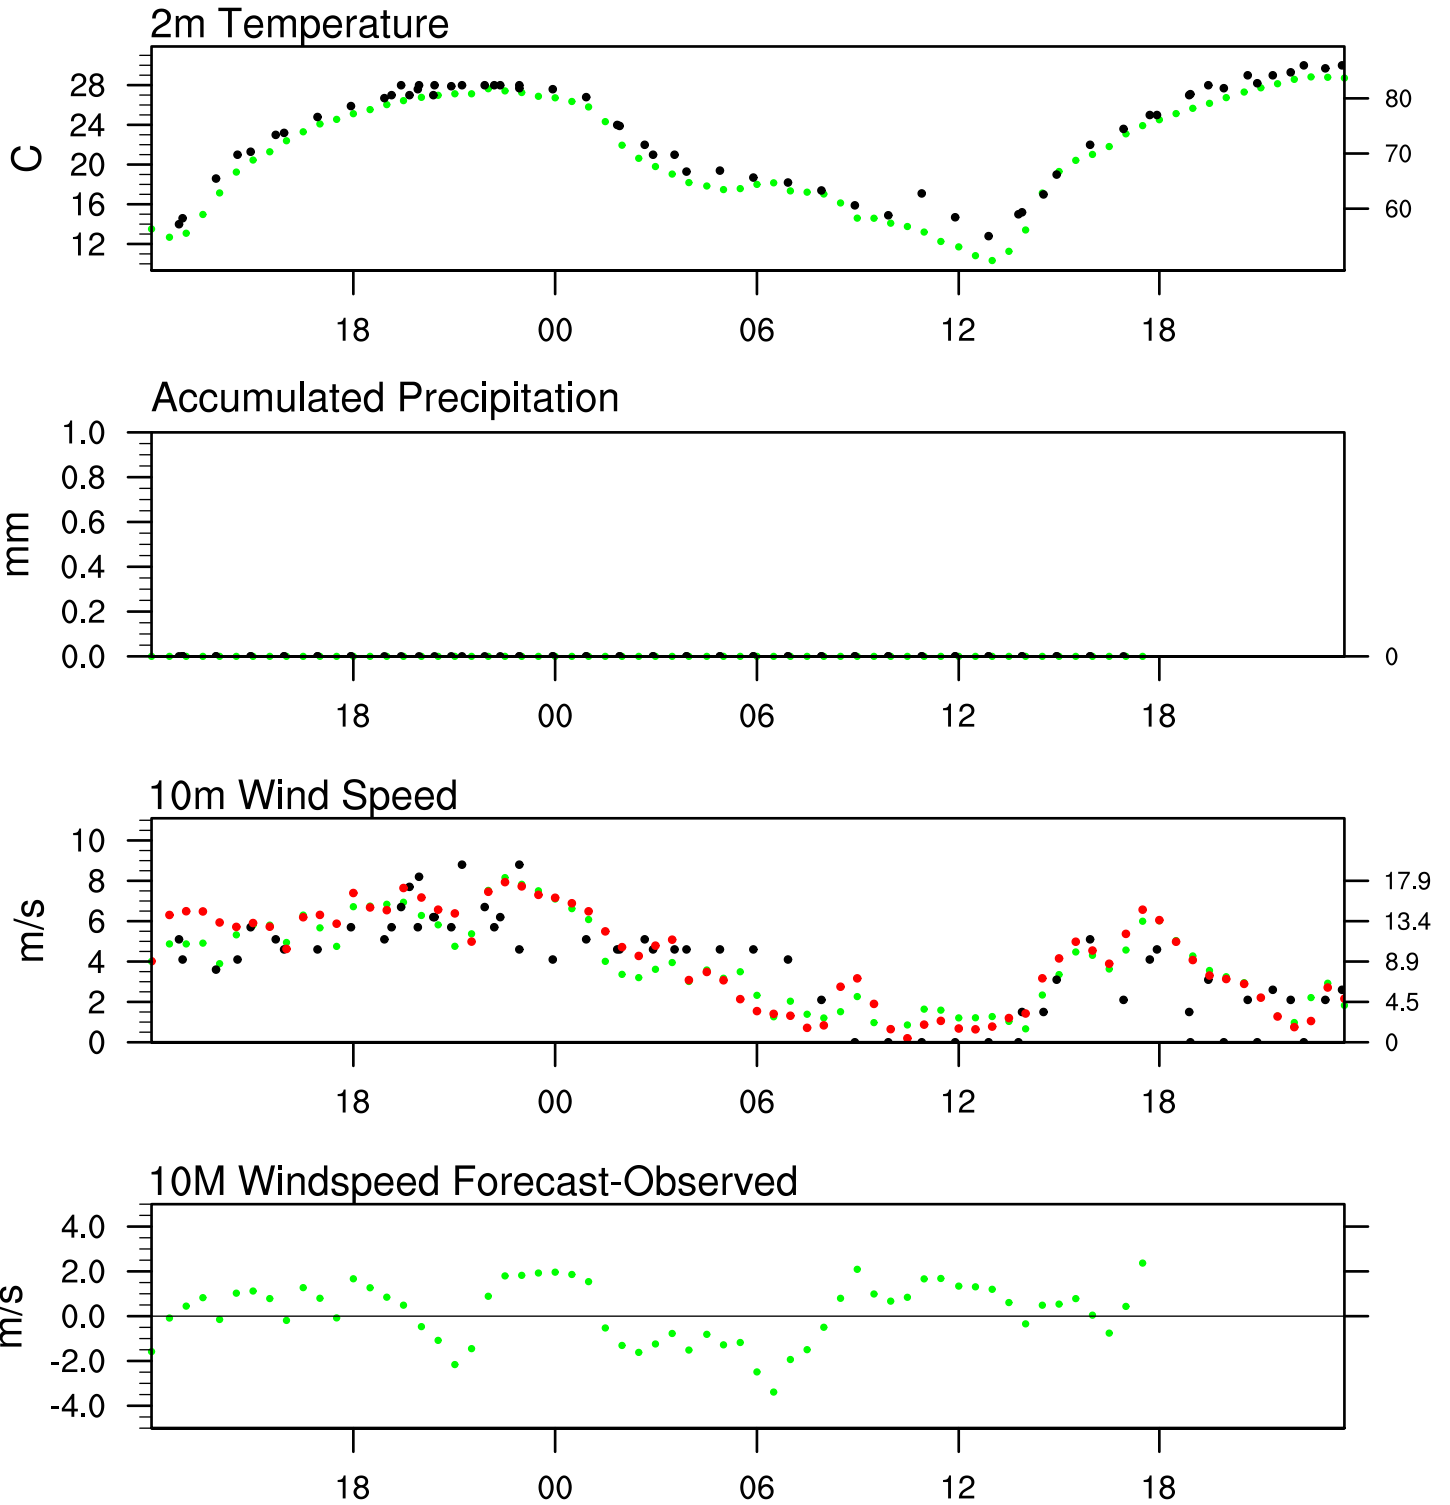 2m Temperature
C
28
24
20
16
12
80
70
60
18 00 06 12 18
Accumulated Precipitation
mm
1.0
0.8
0.6
0.4
0.2
0.0
0
18 00 06 12 18
10m Wind Speed
m/s
10
8
6
4
2
0
17.9
13.4
8.9
4.5
0
18 00 06 12 18
10M Windspeed Forecast-Observed
m/s
4.0
2.0
0.0
-2.0
-4.0
18 00 06 12 18